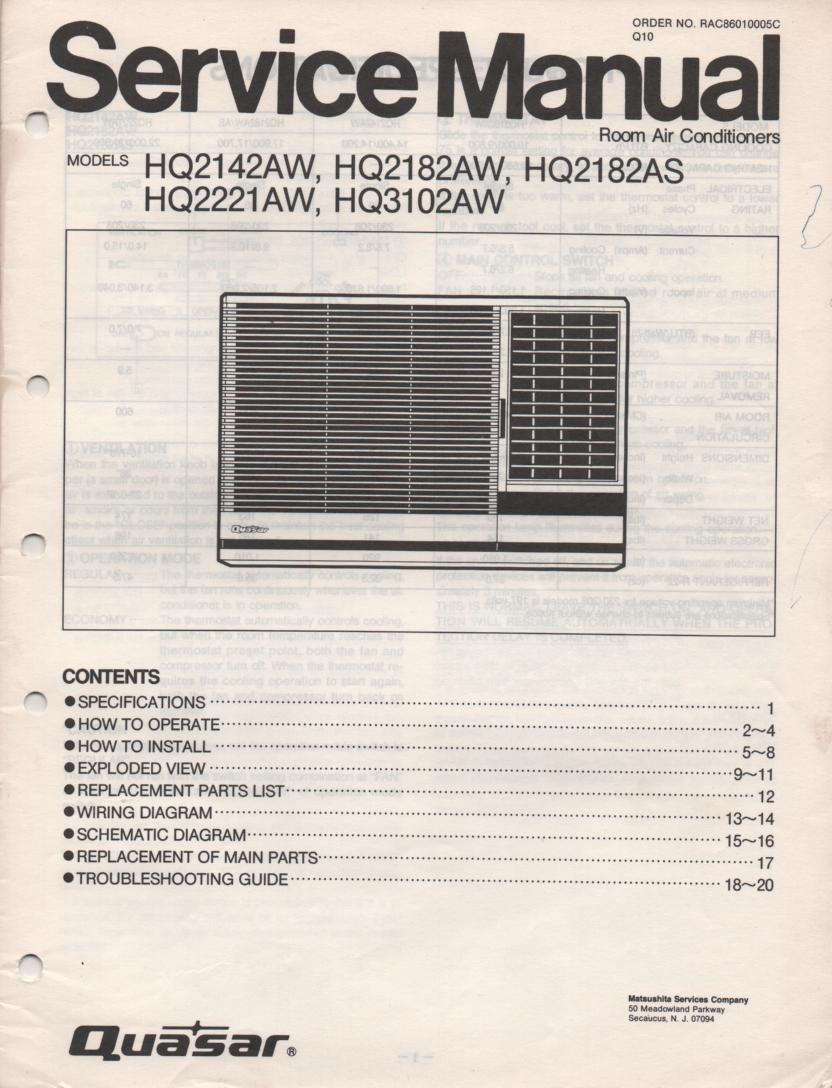 ORDER NO. RAC86010005C
Q10
Service Manual
Room Air Conditioners
MODELS HQ2142AW, HQ2182AW, HQ2182AS
HQ2221AW, HQ3102AW
Quasar
CONTENTS
●SPECIFICATIONS 1
●HOW TO OPERATE 2~4
●HOW TO INSTALL 5~8
●EXPLODED VIEW 9~11
●REPLACEMENT PARTS LIST 12
●WIRING DIAGRAM 13~14
●SCHEMATIC DIAGRAM 15~16
●REPLACEMENT OF MAIN PARTS 17
●TROUBLESHOOTING GUIDE 18~20
Matsushita Services Company
50 Meadowland Parkway
Secaucus, N. J. 07094
Quasar®